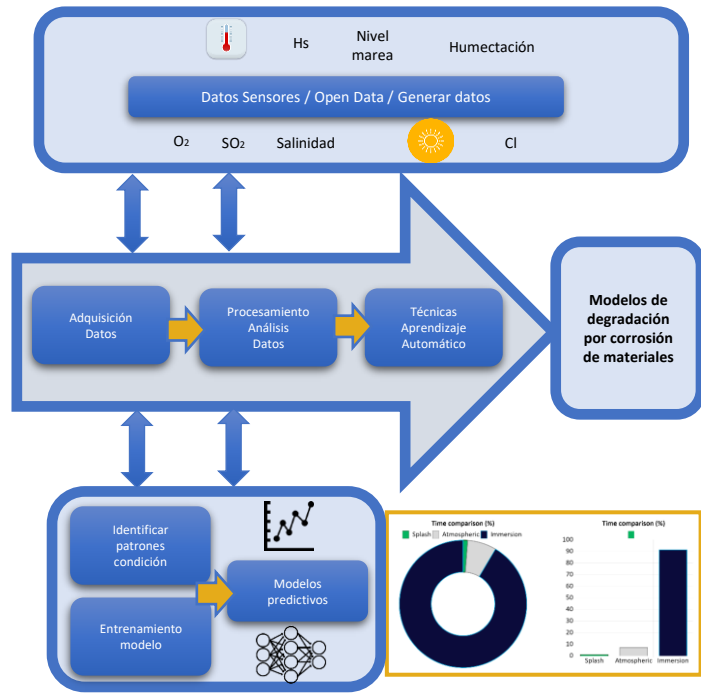 Hs
Nivel
marea
Humectación
Datos Sensores / Open Data / Generar datos
O2
SO2
Salinidad
Cl
Adquisición
Datos
Procesamiento
Análisis
Datos
Técnicas
Aprendizaje
Automático
Modelos de
degradación
por corrosión
de materiales
Identificar
patrones
condición
Entrenamiento
modelo
Modelos
predictivos
Time comparison (%)
Splash Atmospheric Immersion
Time comparison (%)
100
90
80
70
60
50
40
30
20
10
0
Splash Atmospheric Immersion